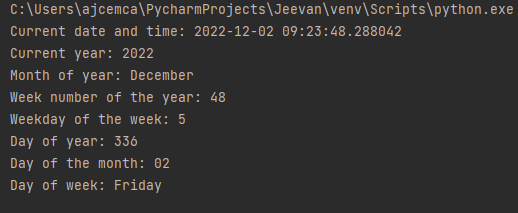 C:\Users\ajcemca\PycharmProjects\Jeevan\venv\Scripts\python.exe
Current date and time: 2022-12-02 09:23:48.288042
Current year: 2022
Month of year: December
Week number of the year: 48
Weekday of the week: 5
Day of year: 336
Day of the month: 02
Day of week: Friday